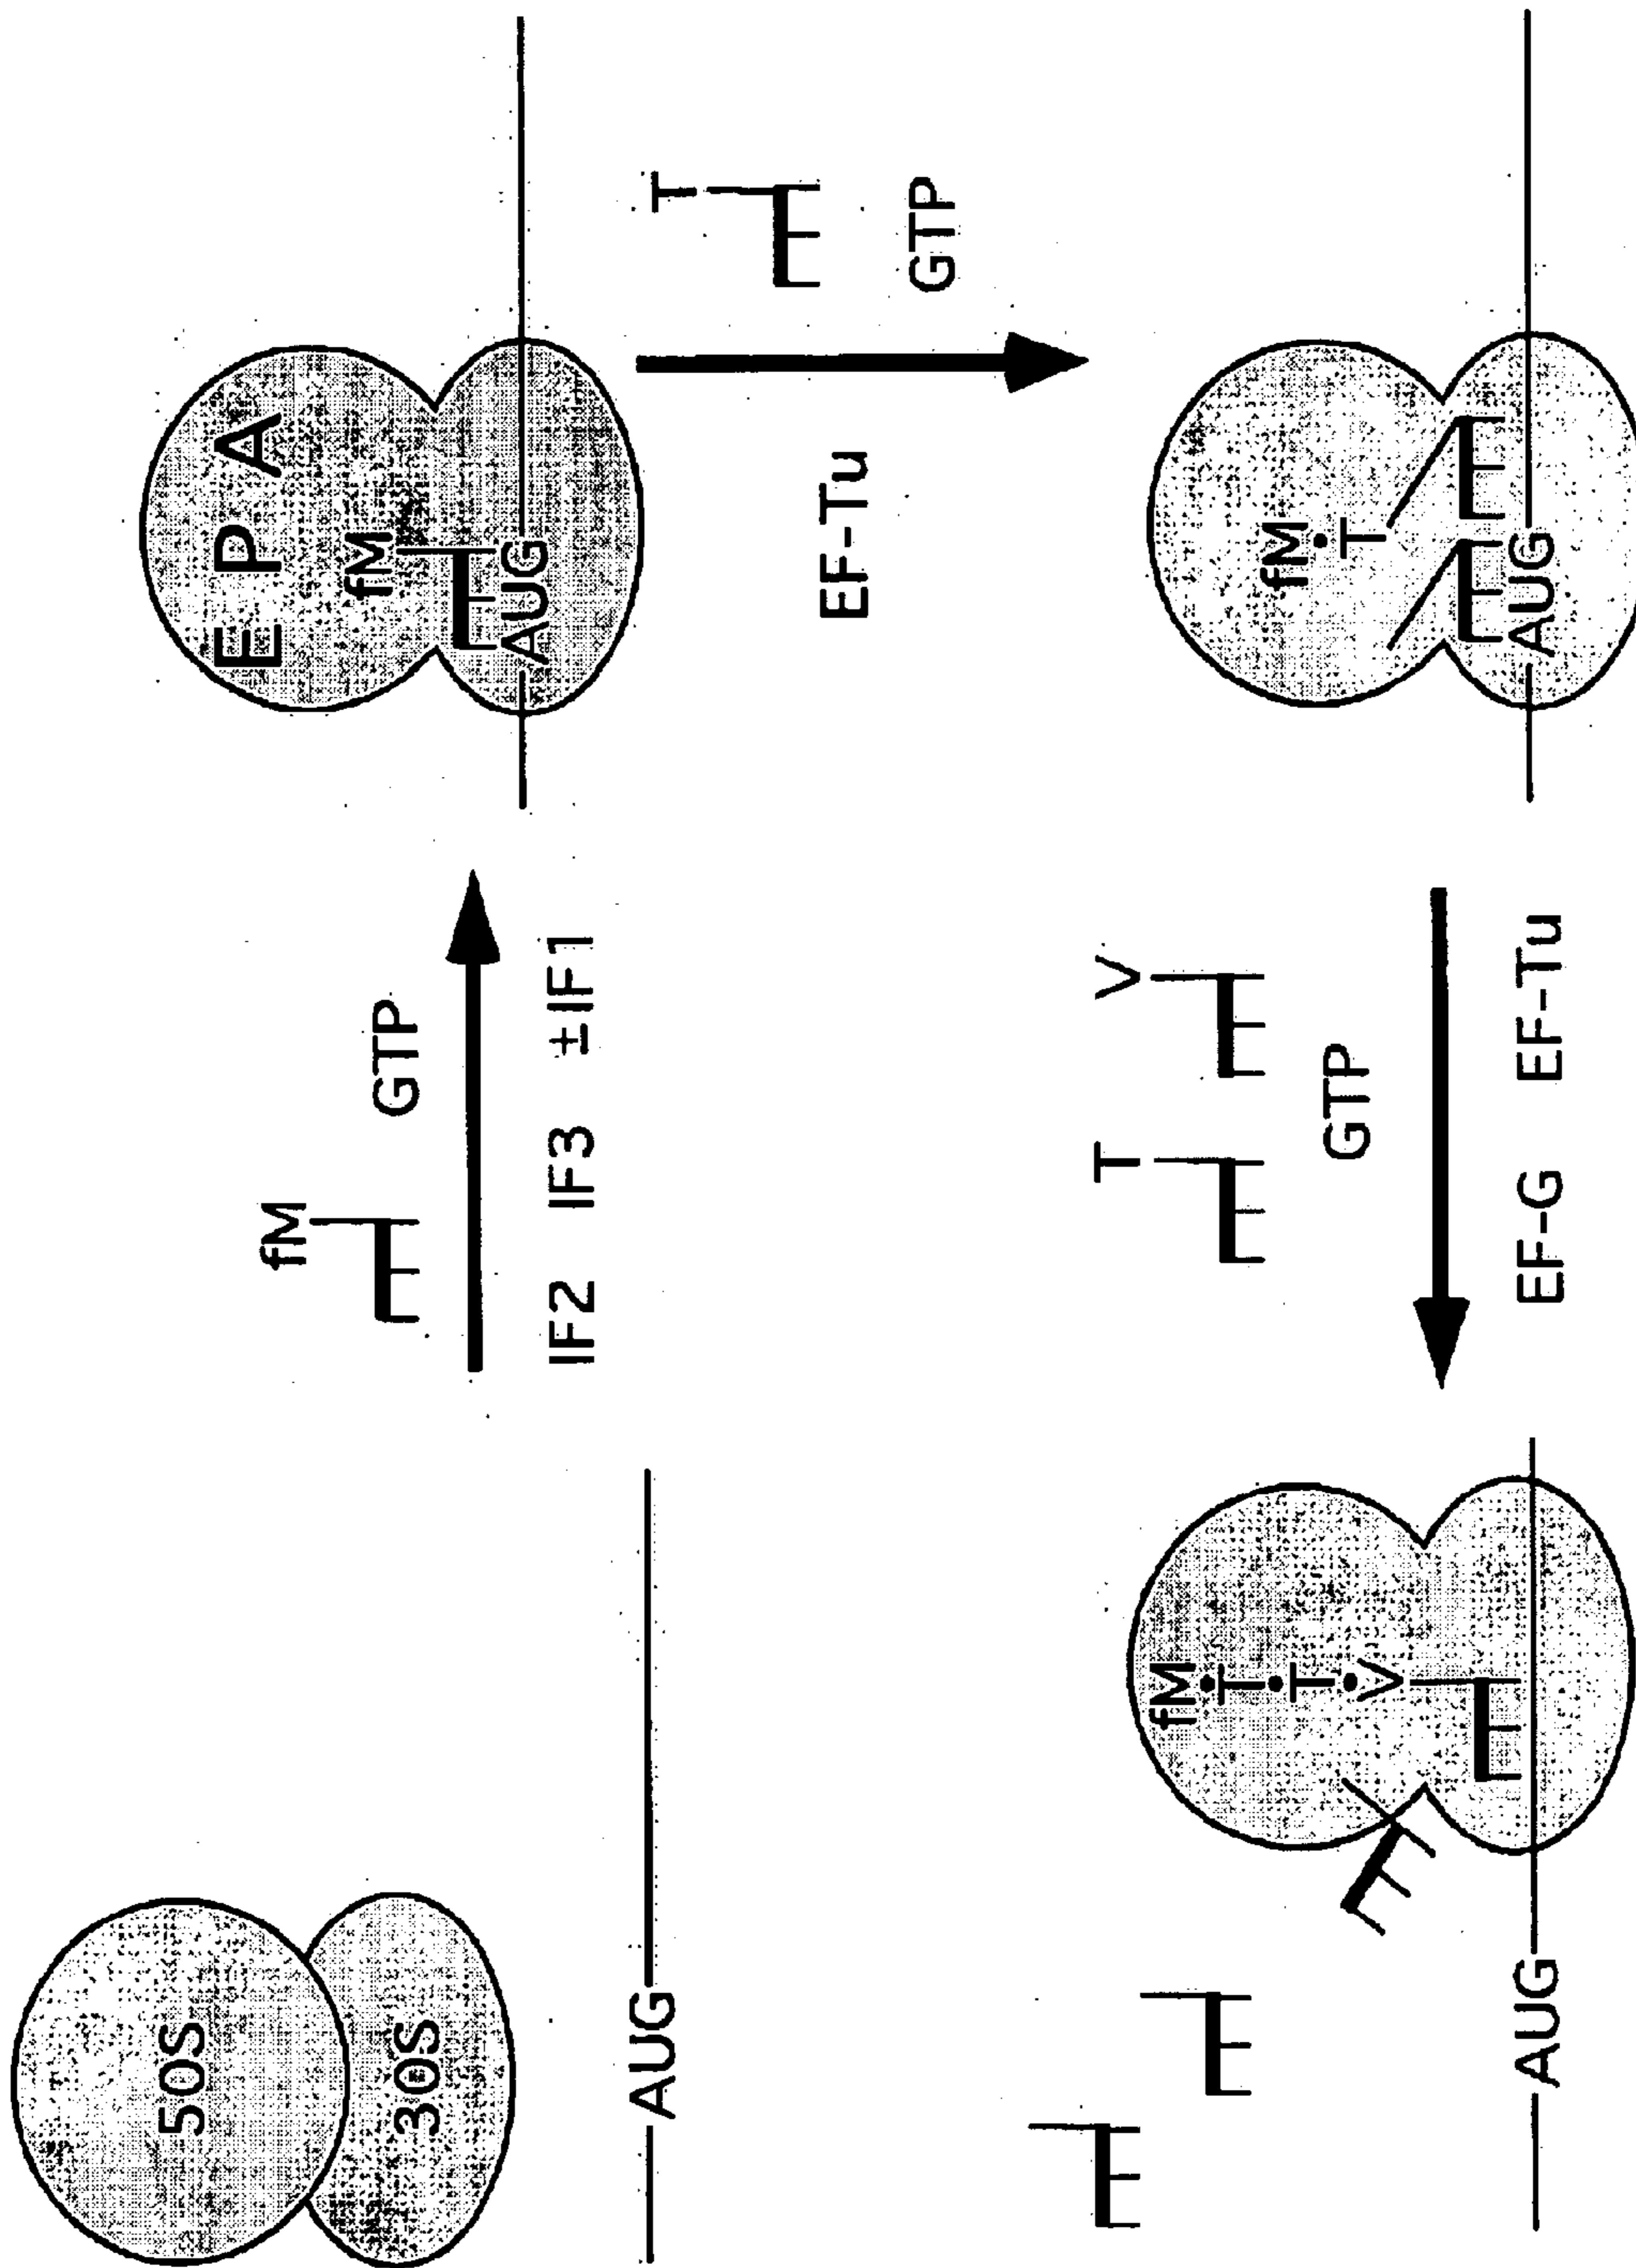 50S
30S
AUG
fM
GTP
IF2 IF3 ±IF1
E P A
fM
AUG
T
EF-Tu
GTP
fM
T
AUG
T V
GTP
EF-G EF-Tu
fM
T
T
V
AUG